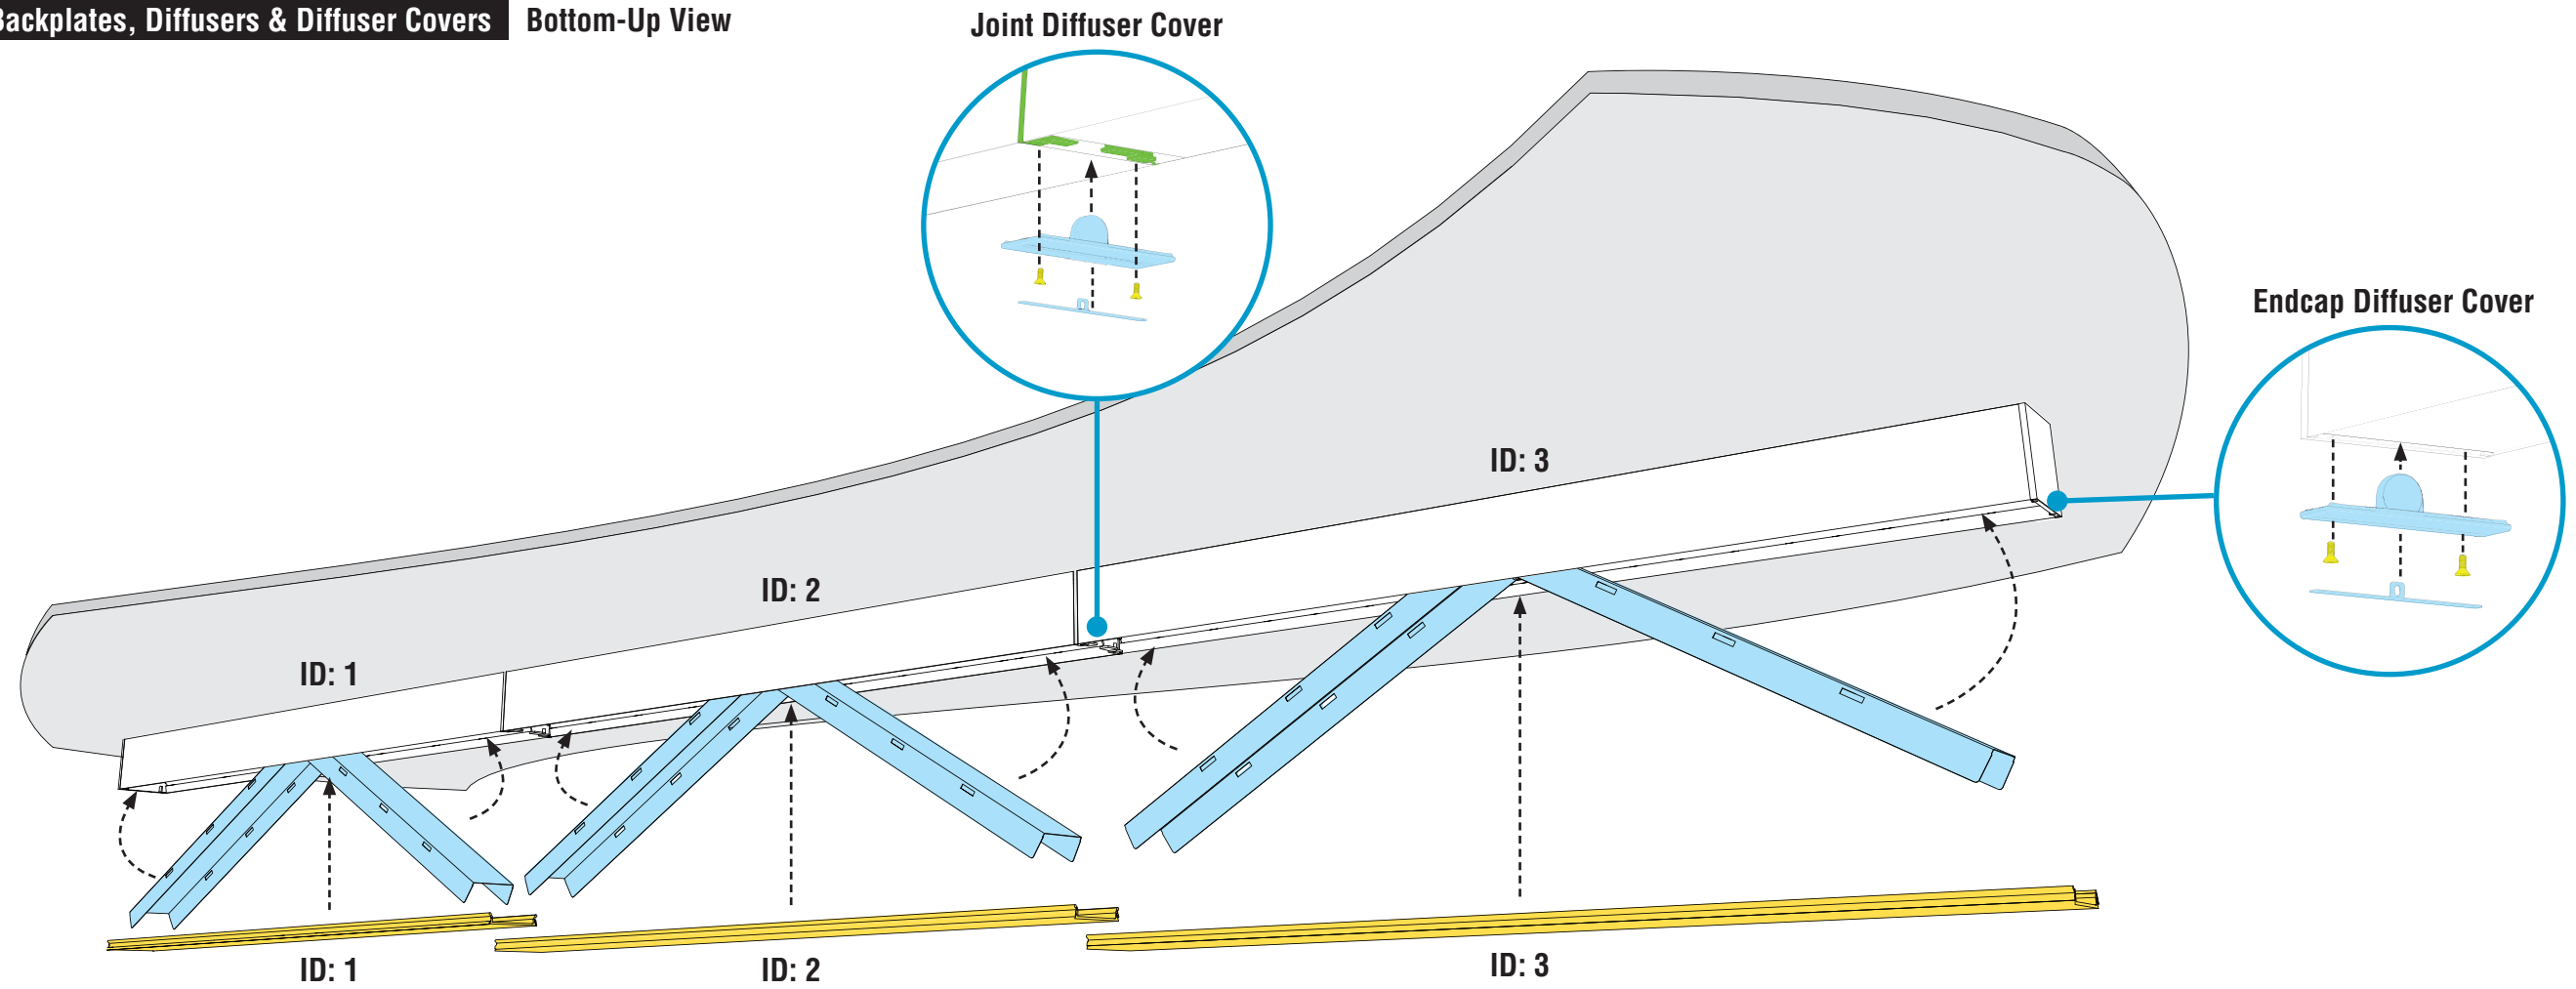 Backplates, Diffusers & Diffuser Covers
Bottom-Up View
Joint Diffuser Cover
Endcap Diffuser Cover
ID: 3
ID: 2
ID: 1
ID: 1
ID: 2
ID: 3